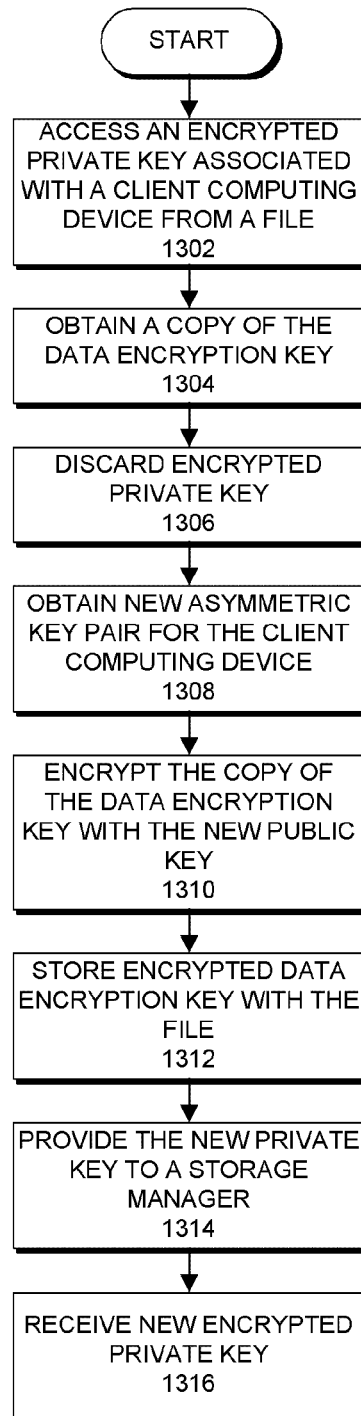 START
ACCESS AN ENCRYPTED
PRIVATE KEY ASSOCIATED
WITH A CLIENT COMPUTING
DEVICE FROM A FILE
1302
OBTAIN A COPY OF THE
DATA ENCRYPTION KEY
1304
DISCARD ENCRYPTED
PRIVATE KEY
1306
OBTAIN NEW ASYMMETRIC
KEY PAIR FOR THE CLIENT
COMPUTING DEVICE
1308
ENCRYPT THE COPY OF
THE DATA ENCRYPTION
KEY WITH THE NEW PUBLIC
KEY
1310
STORE ENCRYPTED DATA
ENCRYPTION KEY WITH THE
FILE
1312
PROVIDE THE NEW PRIVATE
KEY TO A STORAGE
MANAGER
1314
RECEIVE NEW ENCRYPTED
PRIVATE KEY
1316